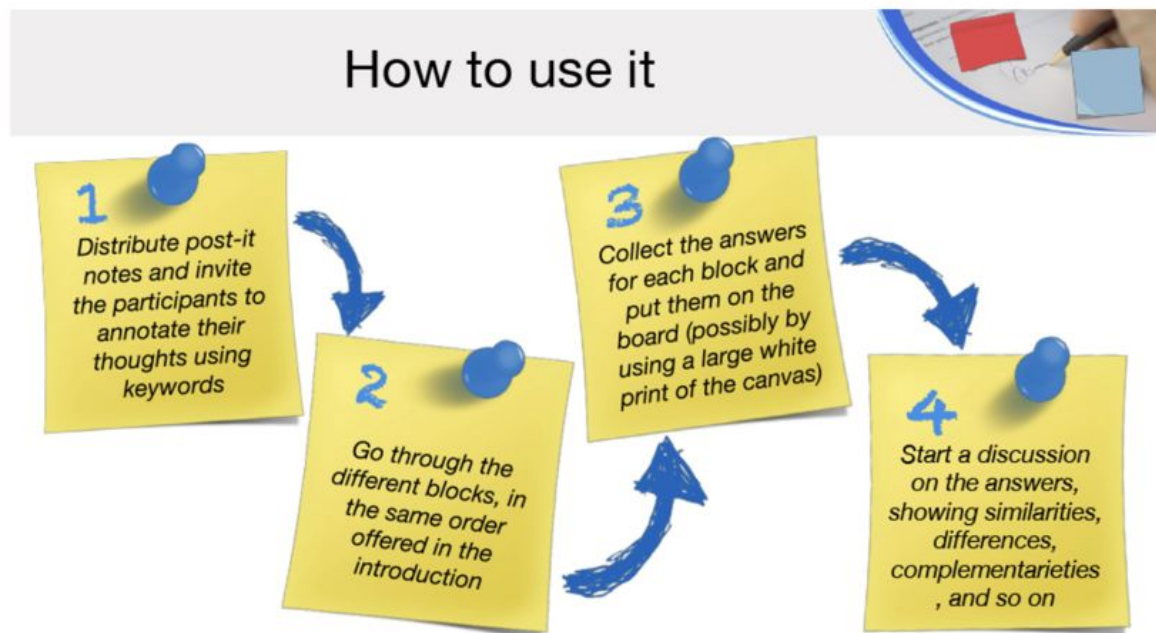 How to use it
1
Distribute post-it
notes and invite
the participants to
annotate their
thoughts using
keywords
2
Go through the
different blocks, in
the same order
offered in the
introduction
3
Collect the answers
for each block and
put them on the
board (possibly by
using a large white
print of the canvas)
4
Start a discussion
on the answers,
showing similarities,
differences,
complementarieties
, and so on